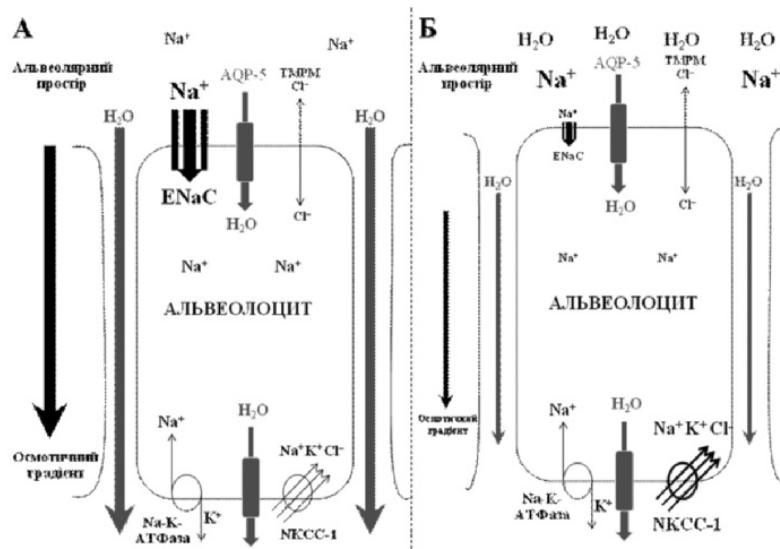 А
Na⁺
Na⁺
Альвеолярний
простір
Na⁺
AQP-5
TMPM
Cl⁻
H₂O
H₂O
ENaC
H₂O
Cl⁻
Na⁺
Na⁺
АЛЬВЕОЛОЦИТ
Осмотичний
градієнт
H₂O
Na⁺
Na⁺K⁺Cl⁻
Na-K-
АТФаза
K⁺
NKCC-1
Б
H₂O
H₂O
H₂O
H₂O
Альвеолярний
простір
Na⁺
AQP-5
TMPM
Cl⁻
Na⁺
Na⁺
ENaC
H₂O
H₂O
H₂O
Cl⁻
Na⁺
Na⁺
АЛЬВЕОЛОЦИТ
Осмотичний
градієнт
H₂O
Na⁺
Na⁺K⁺Cl⁻
Na-K-
АТФаза
K⁺
NKCC-1